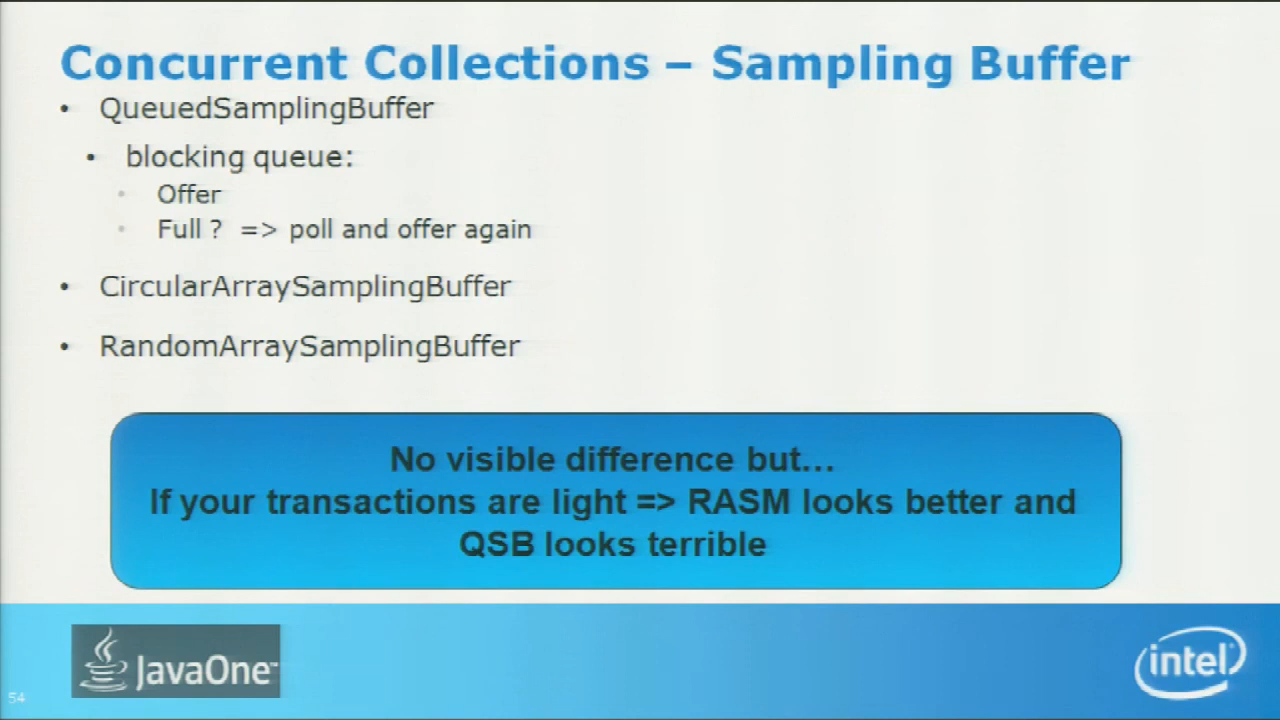 Concurrent Collections – Sampling Buffer
• QueuedSamplingBuffer
• blocking queue:
• Offer
• Full ? => poll and offer again
• CircularArraySamplingBuffer
• RandomArraySamplingBuffer
No visible difference but...
If your transactions are light => RASM looks better and
QSB looks terrible
JavaOne™
intel
54